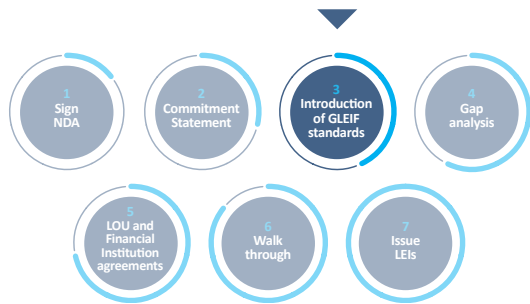 1
Sign
NDA
2
Commitment
Statement
3
Introduction
of GLEIF
standards
4
Gap
analysis
5
LOU and
Financial
Institution
agreements
6
Walk
through
7
Issue
LEIs